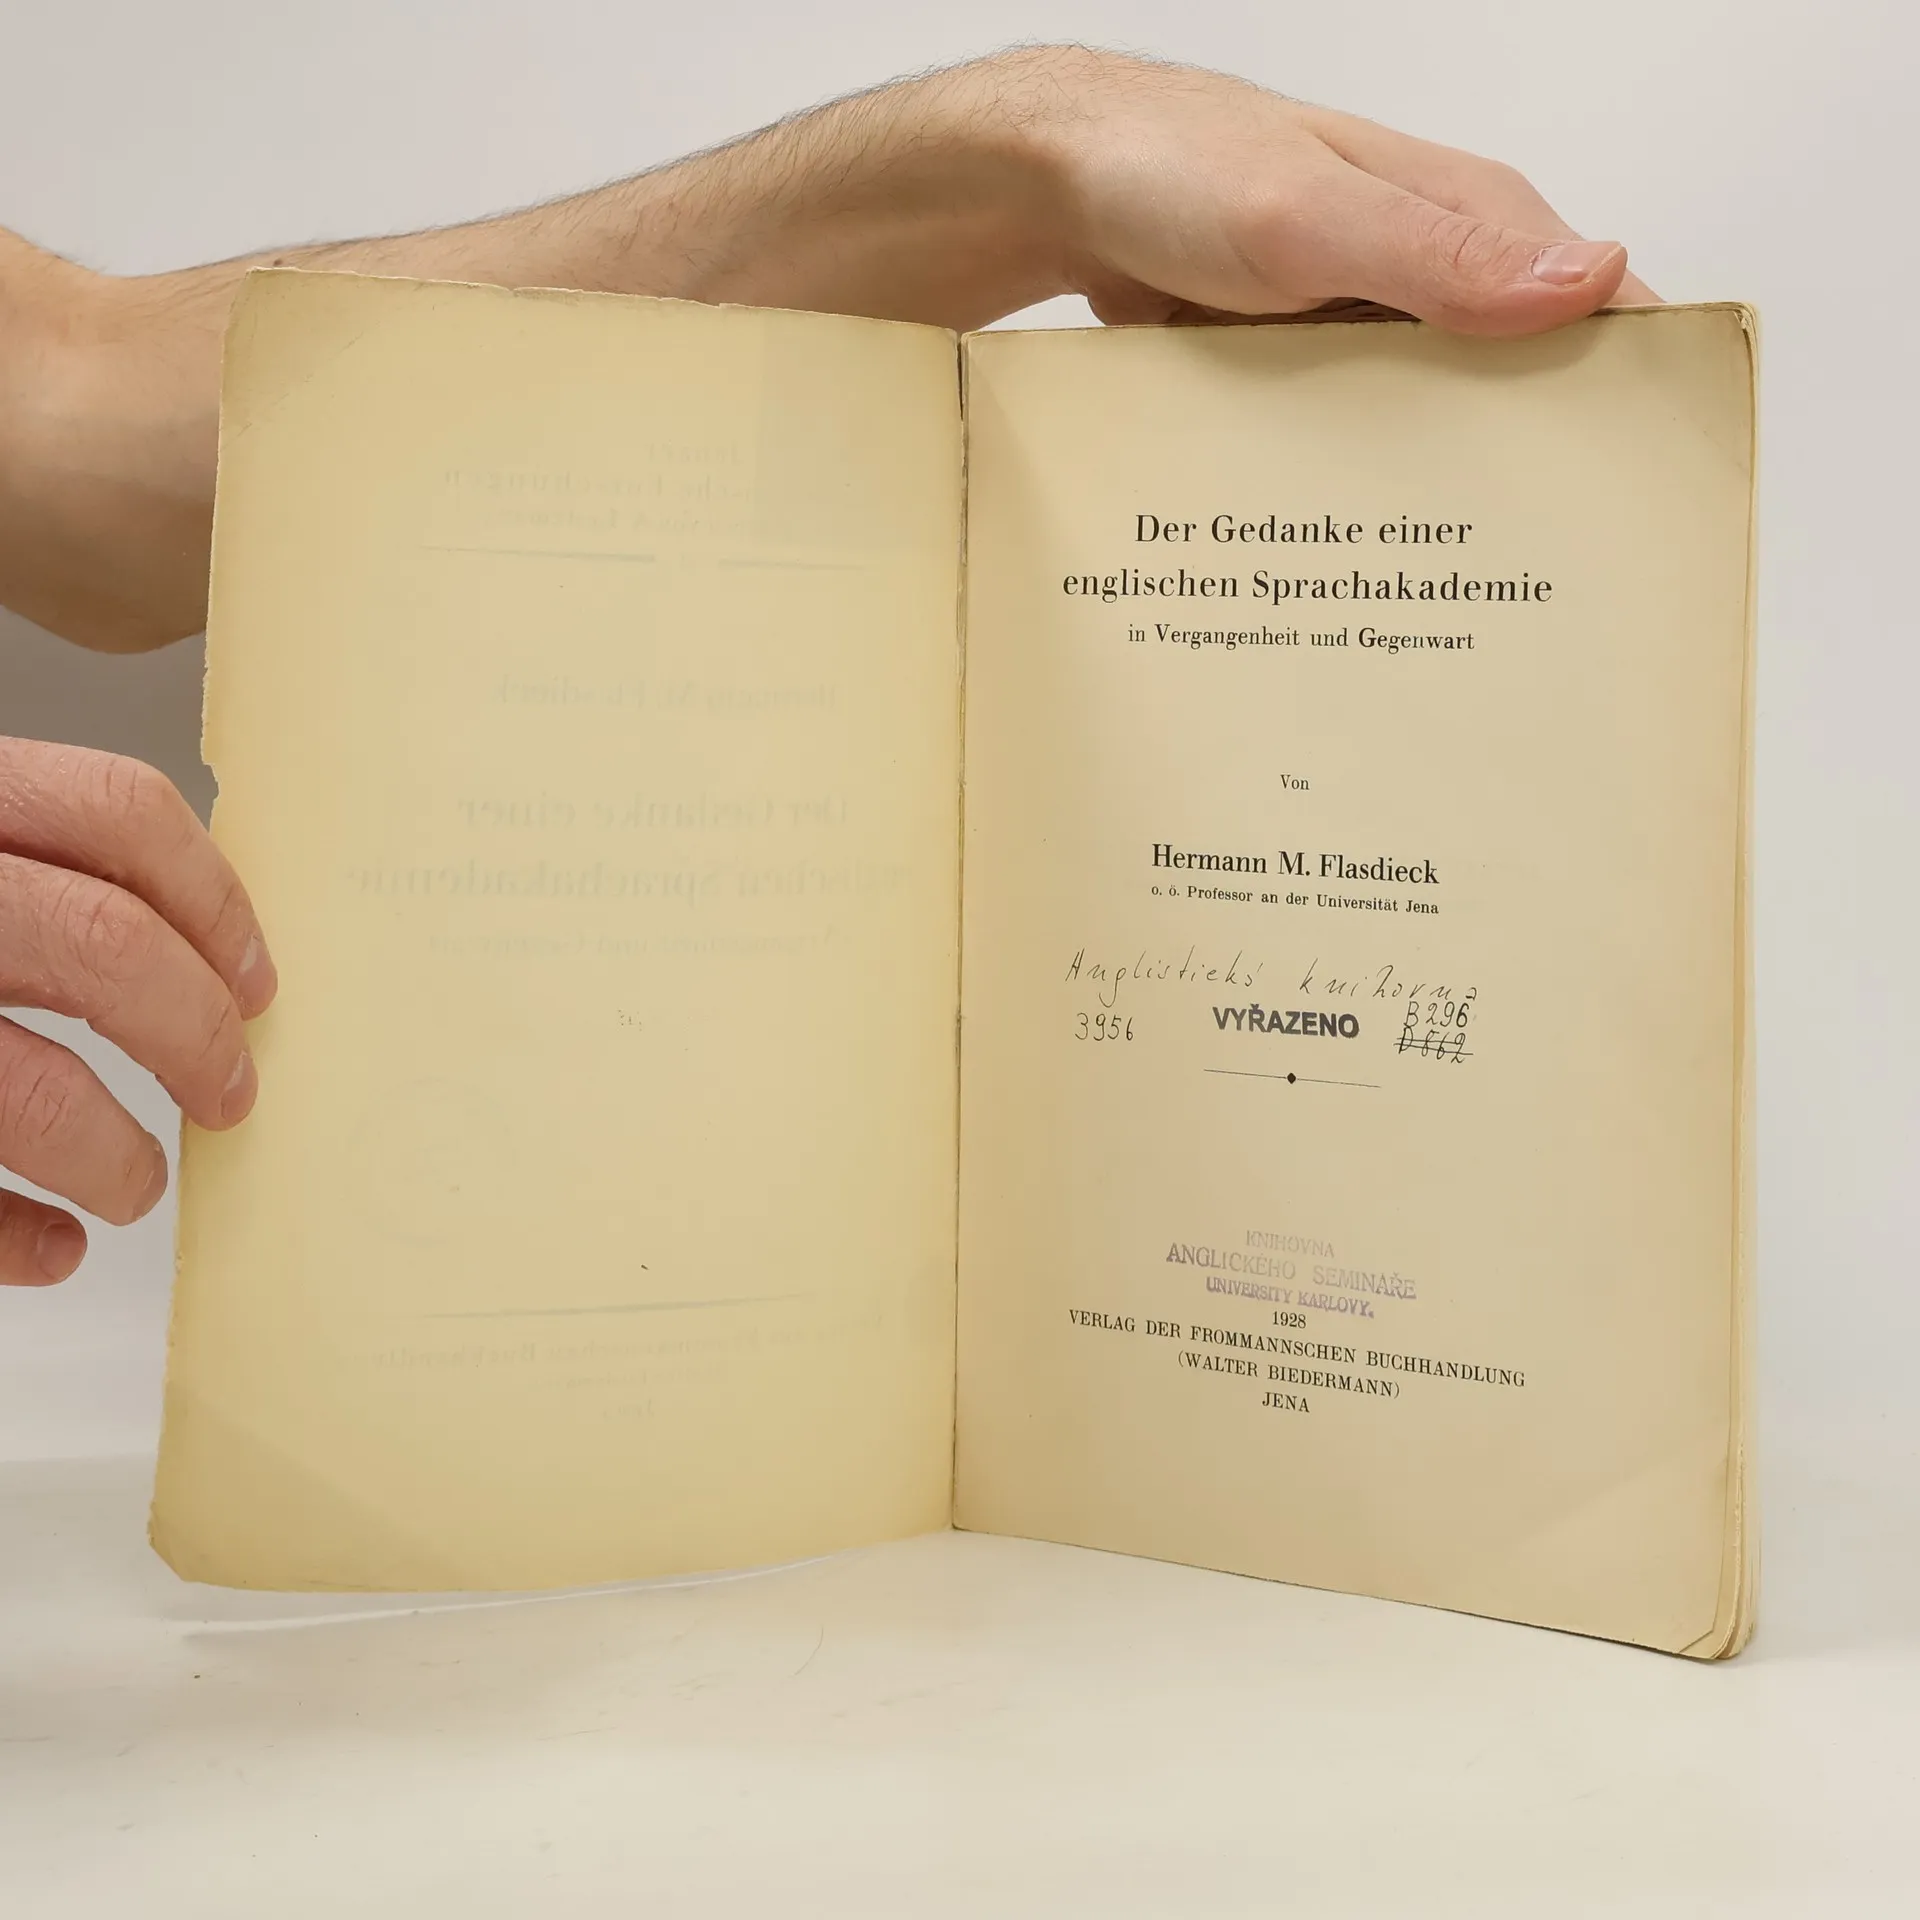 Der Gedanke einer
englischen Sprachakademie
in Vergangenheit und Gegenwart
Von
Hermann M. Flasdieck
o. ö. Professor an der Universität Jena
Anglistická knihovna
3956 VYŘAZENO B296
D562
KNIHOVNA
ANGLICKÉHO SEMINÁŘE
UNIVERSITY KARLOVY.
1928
VERLAG DER FROMMANNSCHEN BUCHHANDLUNG
(WALTER BIEDERMANN)
JENA